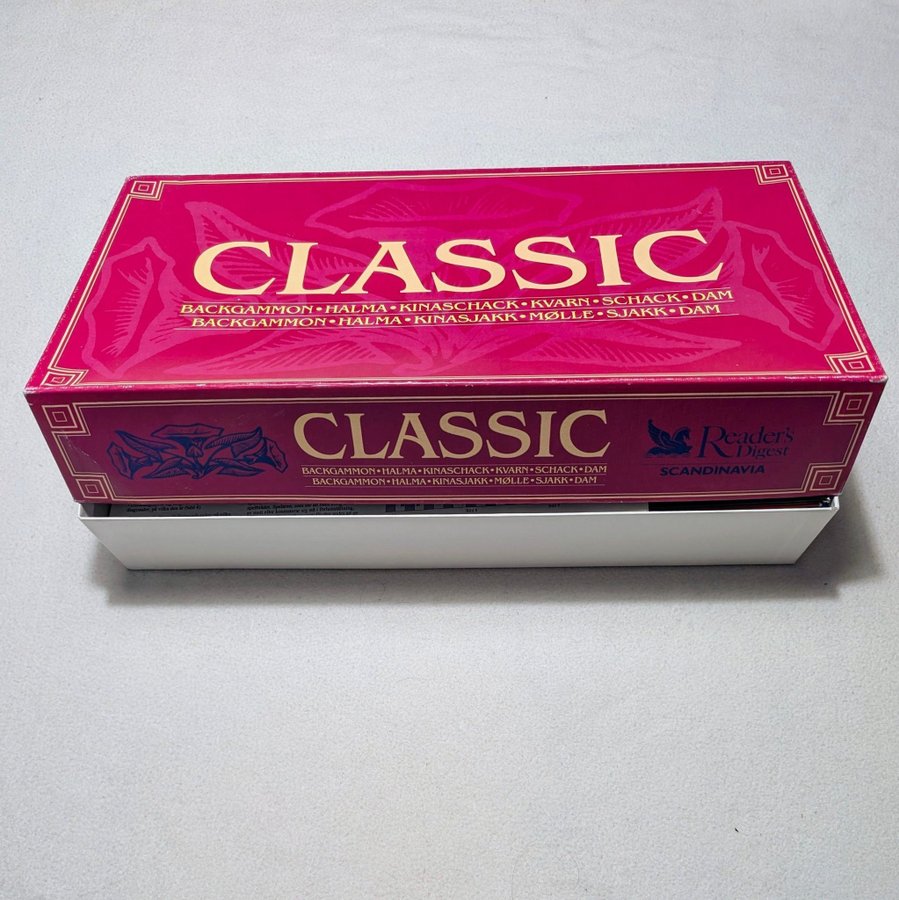 CLASSIC
BACKGAMMON • HALMA • KINASCHACK • KVARN • SCHACK • DAM
BACKGAMMON • HALMA • KINASJAKK • MØLLE • SJAKK • DAM
CLASSIC
BACKGAMMON • HALMA • KINASCHACK • KVARN • SCHACK • DAM
BACKGAMMON • HALMA • KINASJAKK • MØLLE • SJAKK • DAM
Reader's
Digest
SCANDINAVIA